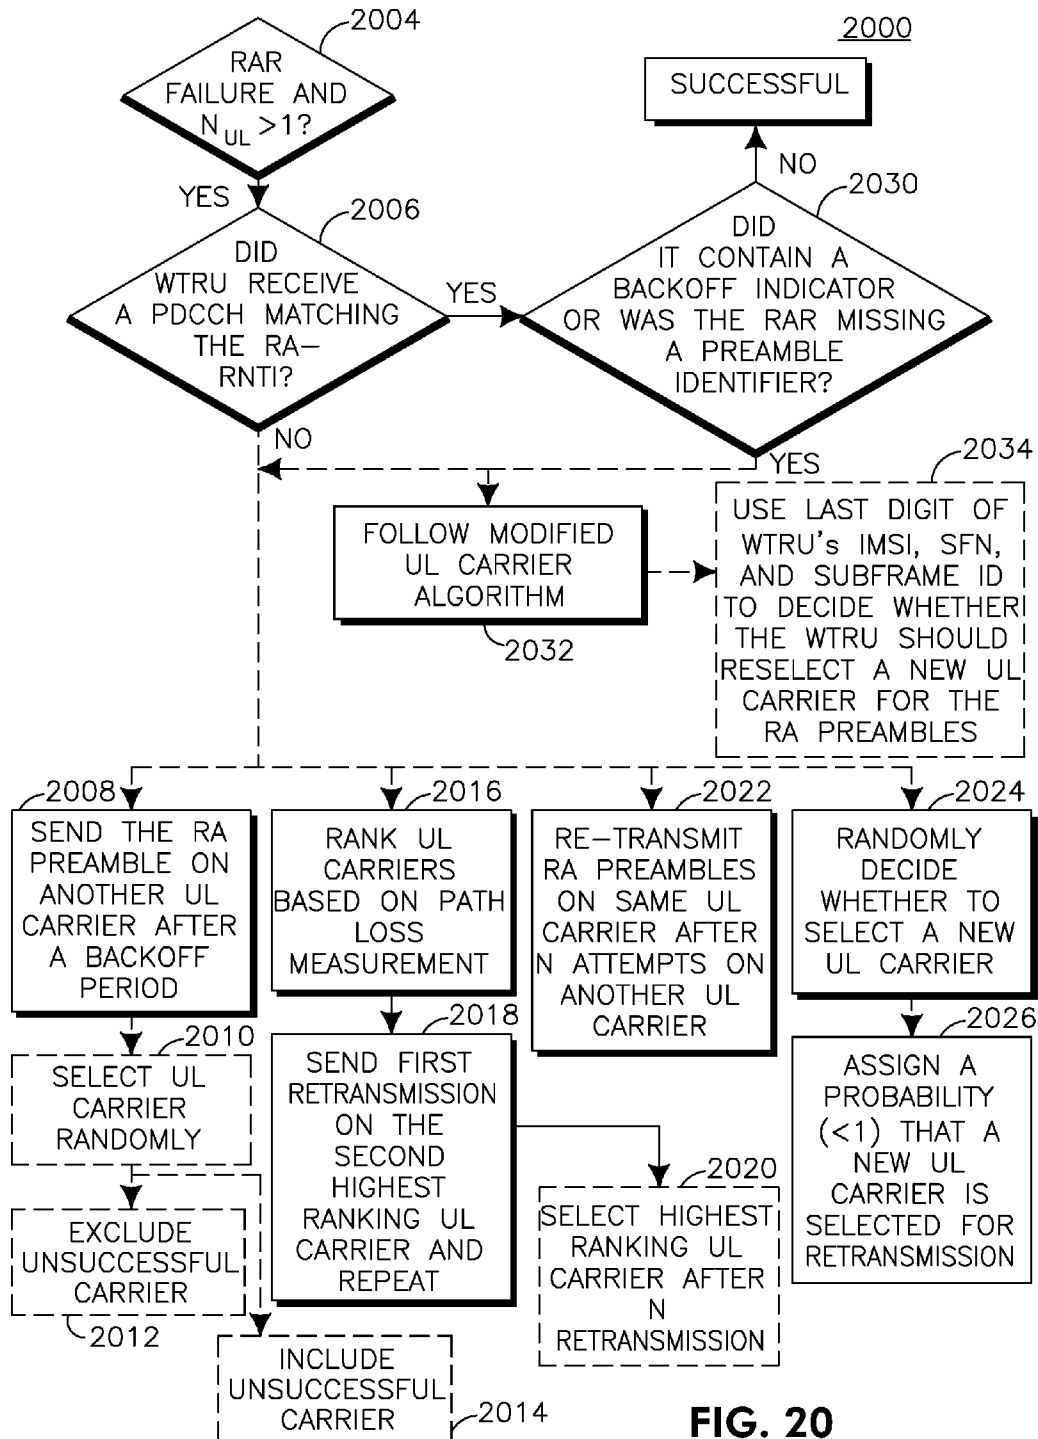 2004
2000
RAR
FAILURE AND
N_UL >1?
SUCCESSFUL
YES
NO
2006
2030
DID
WTRU RECEIVE
A PDCCH MATCHING
THE RA-
RNTI?
YES
DID
IT CONTAIN A
BACKOFF INDICATOR
OR WAS THE RAR MISSING
A PREAMBLE
IDENTIFIER?
NO
YES
2034
FOLLOW MODIFIED
UL CARRIER
ALGORITHM
2032
USE LAST DIGIT OF
WTRU's IMSI, SFN,
AND SUBFRAME ID
TO DECIDE WHETHER
THE WTRU SHOULD
RESELECT A NEW UL
CARRIER FOR THE
RA PREAMBLES
2008
SEND THE RA
PREAMBLE ON
ANOTHER UL
CARRIER AFTER
A BACKOFF
PERIOD
2016
RANK UL
CARRIERS
BASED ON PATH
LOSS
MEASUREMENT
2022
RE-TRANSMIT
RA PREAMBLES
ON SAME UL
CARRIER AFTER
N ATTEMPTS ON
ANOTHER UL
CARRIER
2024
RANDOMLY
DECIDE
WHETHER TO
SELECT A NEW
UL CARRIER
2010
SELECT UL
CARRIER
RANDOMLY
2018
SEND FIRST
RETRANSMISSION
ON THE
SECOND
HIGHEST
RANKING UL
CARRIER AND
REPEAT
2026
ASSIGN A
PROBABILITY
(<1) THAT A
NEW UL
CARRIER IS
SELECTED FOR
RETRANSMISSION
EXCLUDE
UNSUCCESSFUL
CARRIER
2012
2020
SELECT HIGHEST
RANKING UL
CARRIER AFTER
N
RETRANSMISSION
INCLUDE
UNSUCCESSFUL
CARRIER
2014
FIG. 20